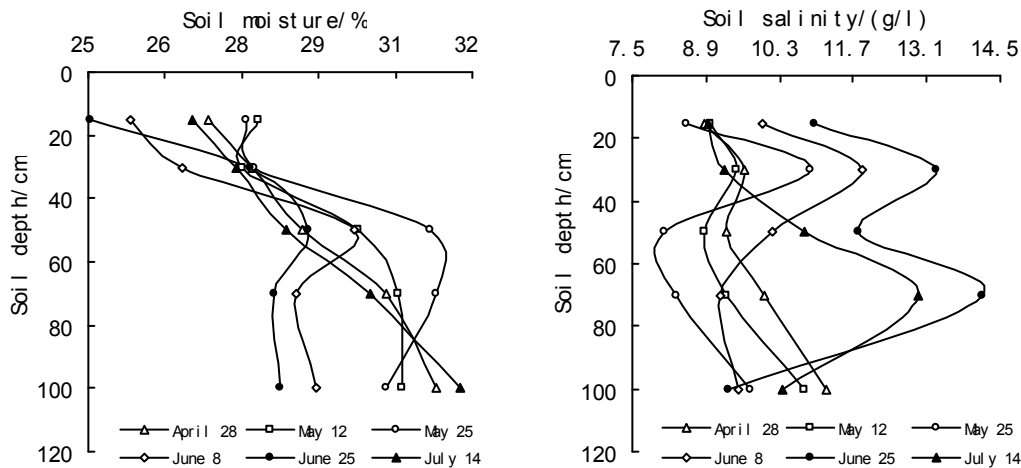 Soil moisture/%
25 26 28 29 31 32
0
20
40
60
80
100
120
Soil depth/cm
April 28 May 12 May 25
June 8 June 25 July 14
Soil salinity/(g/l)
7.5 8.9 10.3 11.7 13.1 14.5
0
20
40
60
80
100
120
Soil depth/cm
April 28 May 12 May 25
June 8 June 25 July 14